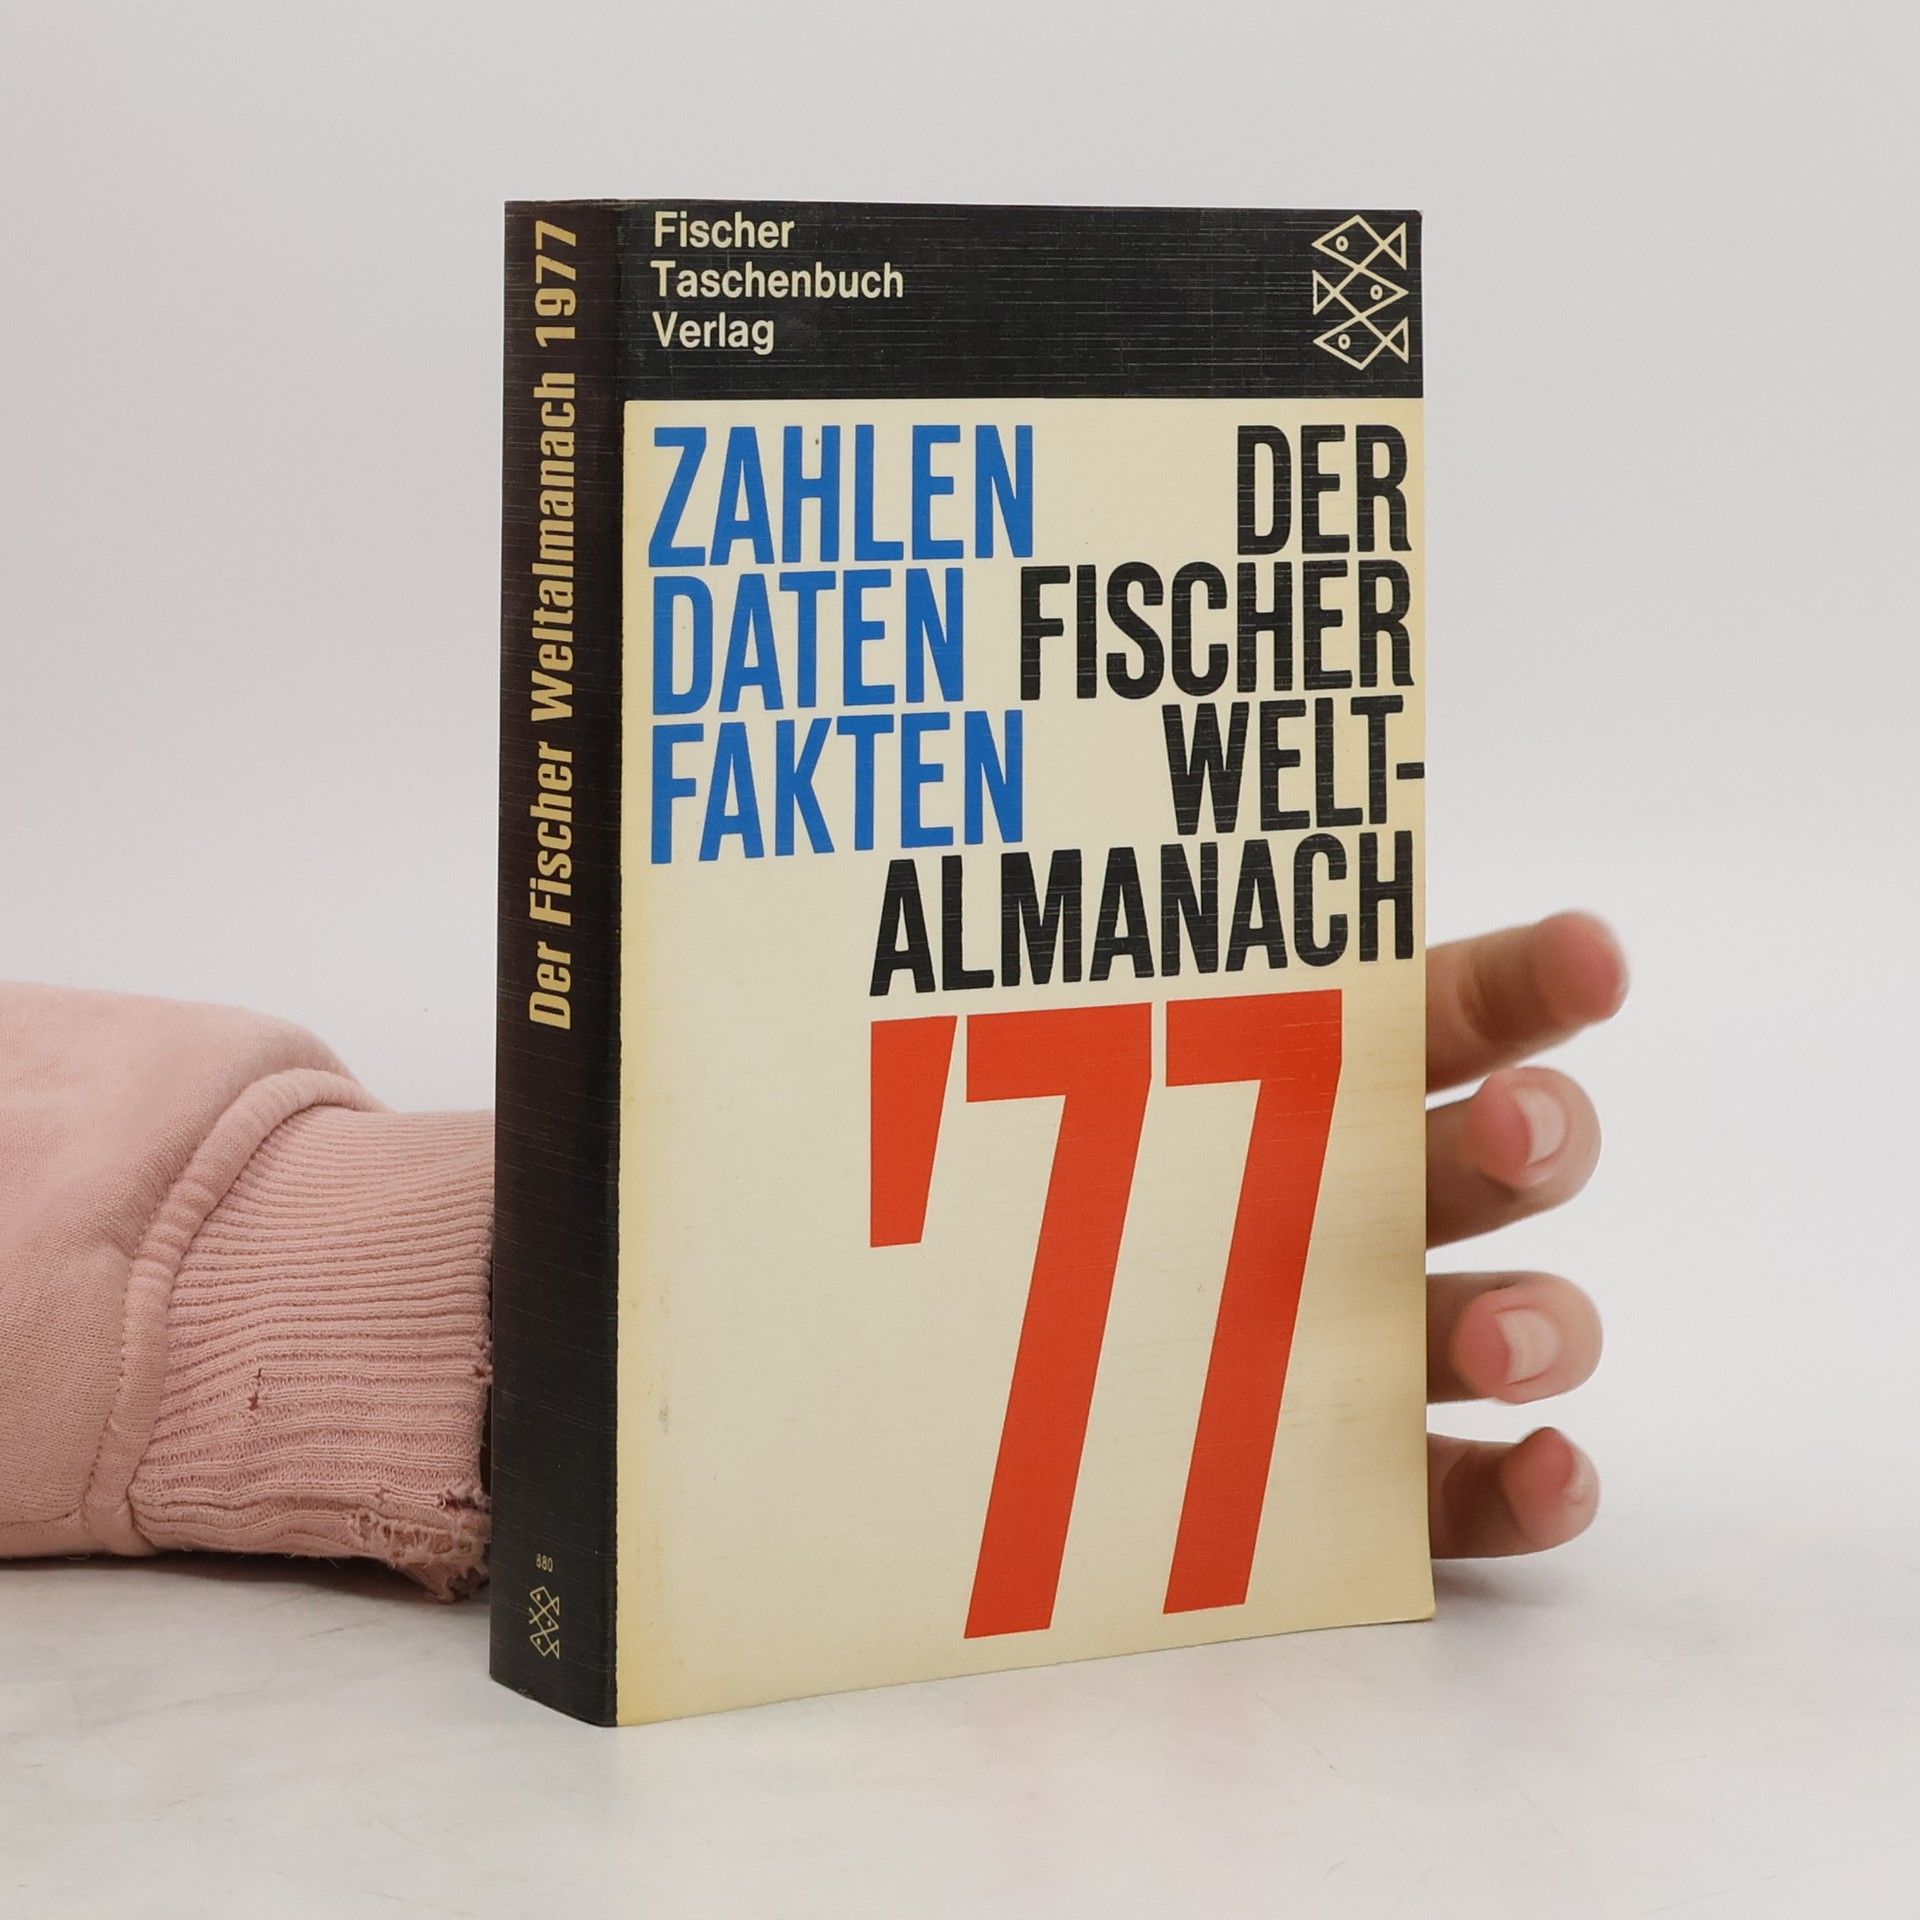 Der Fischer Weltalmanach 1977
880
Fischer
Taschenbuch
Verlag
ZAHLEN
DATEN
FAKTEN
DER
FISCHER
WELT-
ALMANACH
'77